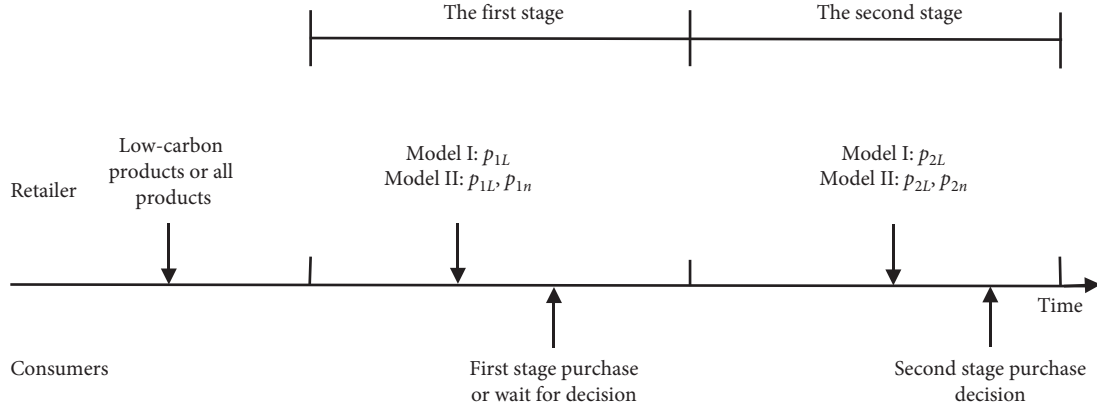 The first stage
The second stage
Low-carbon
products or all
products
Model I: p1L
Model II: p1L, p1n
Model I: p2L
Model II: p2L, p2n
Retailer
Time
Consumers
First stage purchase
or wait for decision
Second stage purchase
decision